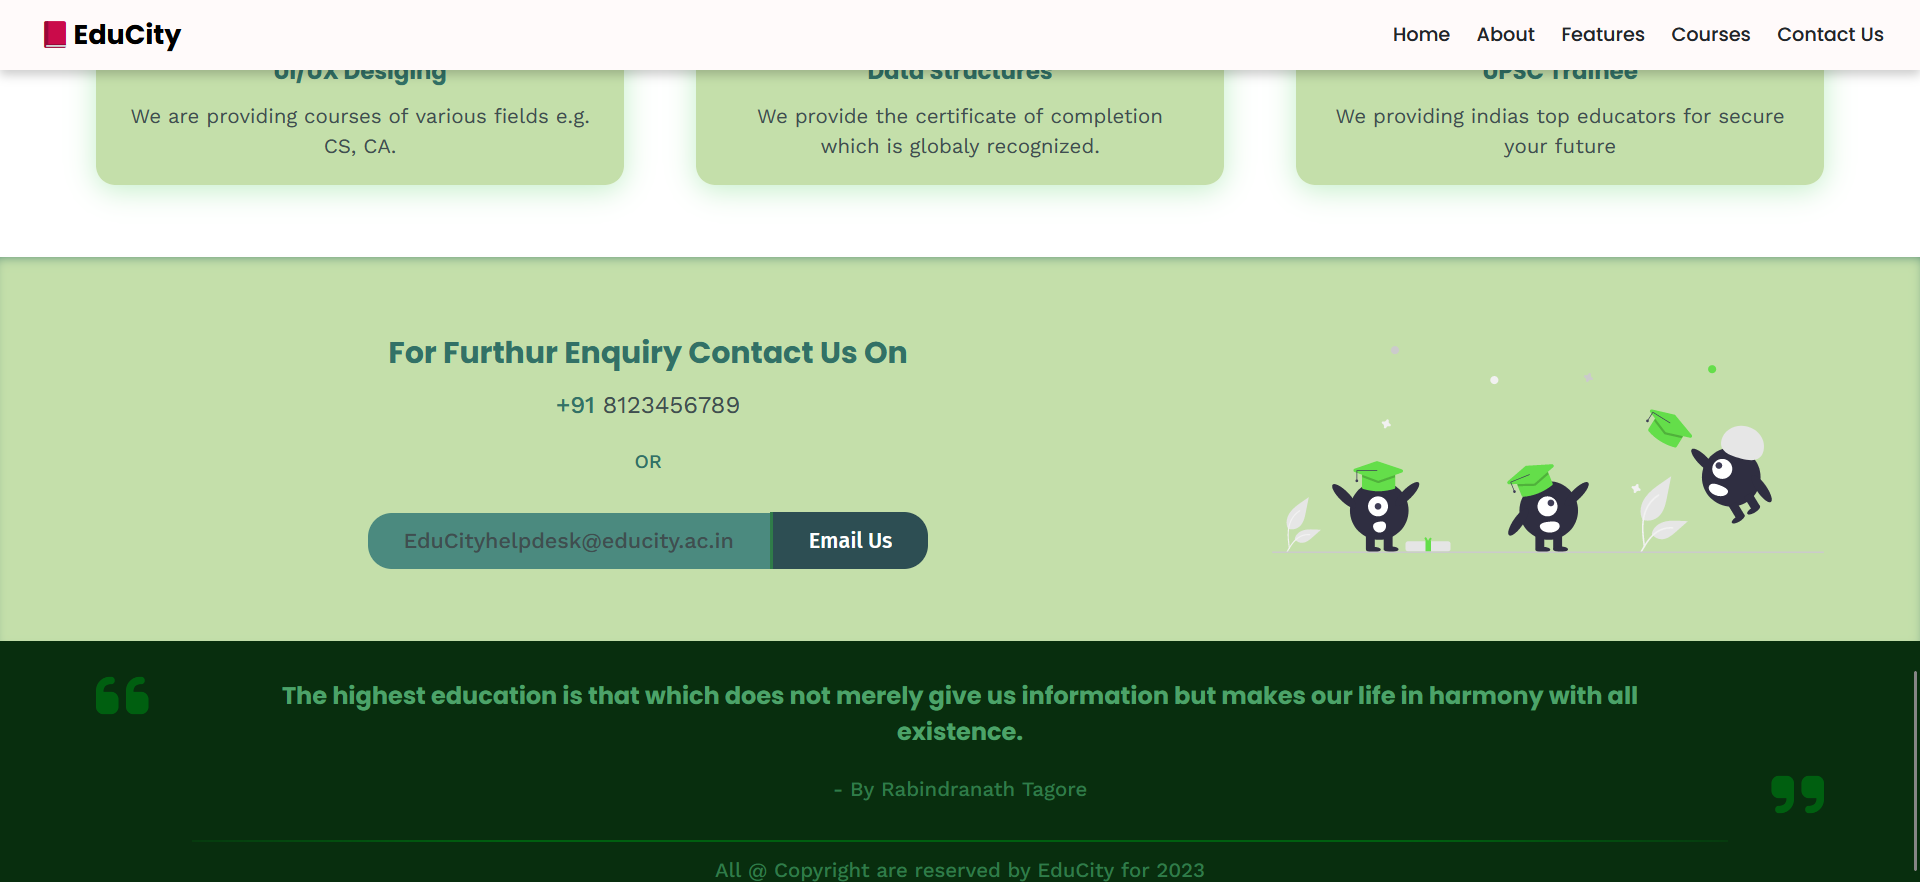 EduCity
Home About Features Courses Contact Us
UI/UX Desiging
Data Structures
UPSC Trainee
We are providing courses of various fields e.g.
CS, CA.
We provide the certificate of completion
which is globaly recognized.
We providing indias top educators for secure
your future
For Furthur Enquiry Contact Us On
+91 8123456789
OR
EduCityhelpdesk@educity.ac.in
Email Us
The highest education is that which does not merely give us information but makes our life in harmony with all
existence.
- By Rabindranath Tagore
All @ Copyright are reserved by EduCity for 2023